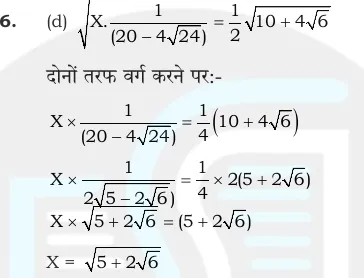 6. (d) √(X. 1/(20 − 4√24)) = 1/2 √(10 + 4√6)
दोनों तरफ वर्ग करने पर:-
X × 1/(20 − 4√24) = 1/4 (10 + 4√6)
X × 1/(2√(5 − 2√6)) = 1/4 × 2(5 + 2√6)
X × √(5 + 2√6) = (5 + 2√6)
X = √(5 + 2√6)